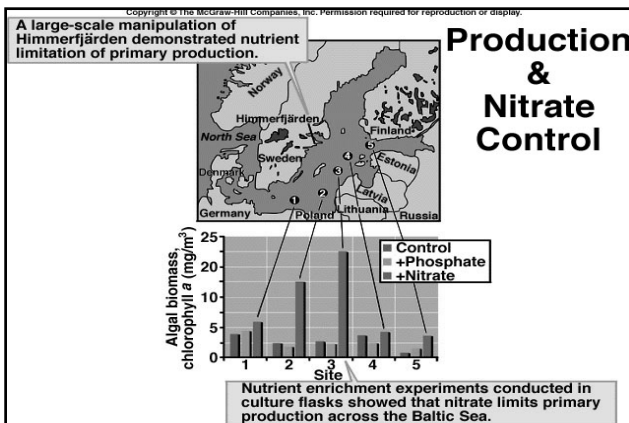 Copyright © The McGraw-Hill Companies, Inc. Permission required for reproduction or display.
A large-scale manipulation of
Himmerfjärden demonstrated nutrient
limitation of primary production.
Production
&
Nitrate
Control
Norway
Himmerfjärden
North Sea
Finland
Sweden
Estonia
Denmark
Latvia
Lithuania
Germany
Poland
Russia
1
2
3
4
5
Algal biomass,
chlorophyll a (mg/m³)
25
20
15
10
5
0
Control
+Phosphate
+Nitrate
1 2 3 4 5
Site
Nutrient enrichment experiments conducted in
culture flasks showed that nitrate limits primary
production across the Baltic Sea.